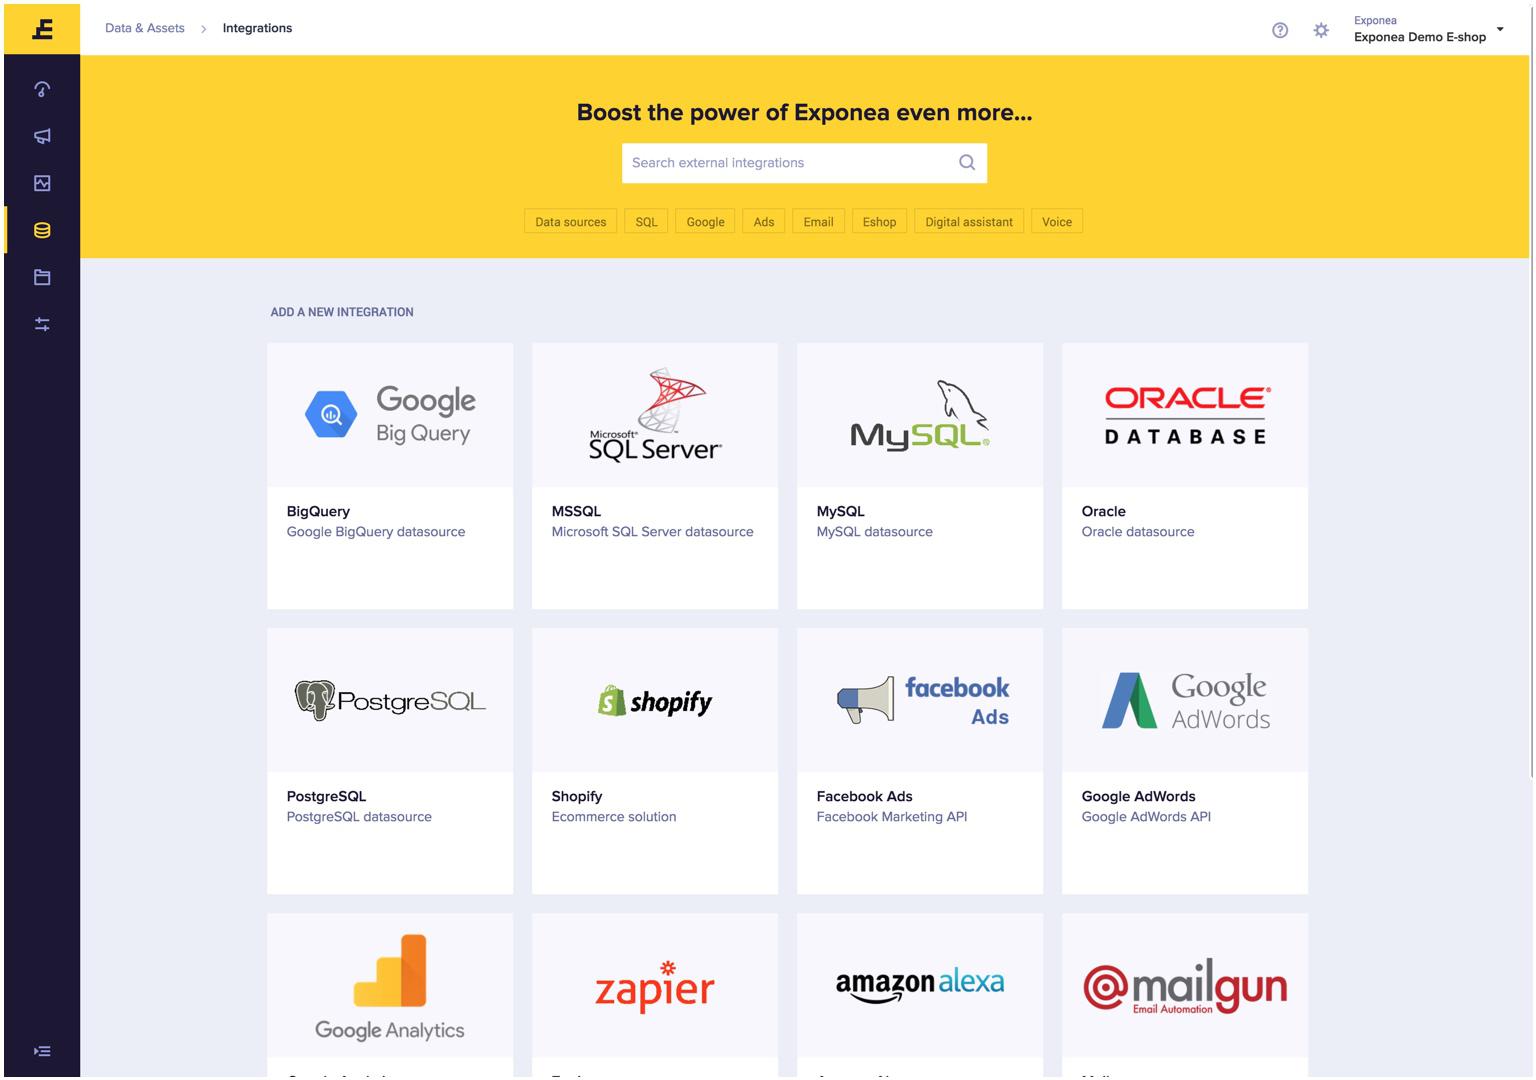 Data & Assets > Integrations
Exponea
Exponea Demo E-shop
Boost the power of Exponea even more...
Search external integrations
Data sources SQL Google Ads Email Eshop Digital assistant Voice
ADD A NEW INTEGRATION
Google
Big Query
Microsoft®
SQL Server®
MySQL®
ORACLE®
DATABASE
BigQuery
Google BigQuery datasource
MSSQL
Microsoft SQL Server datasource
MySQL
MySQL datasource
Oracle
Oracle datasource
PostgreSQL
shopify
facebook
Ads
Google
AdWords
PostgreSQL
PostgreSQL datasource
Shopify
Ecommerce solution
Facebook Ads
Facebook Marketing API
Google AdWords
Google AdWords API
Google Analytics
zapier
amazon alexa
@mailgun
Email Automation